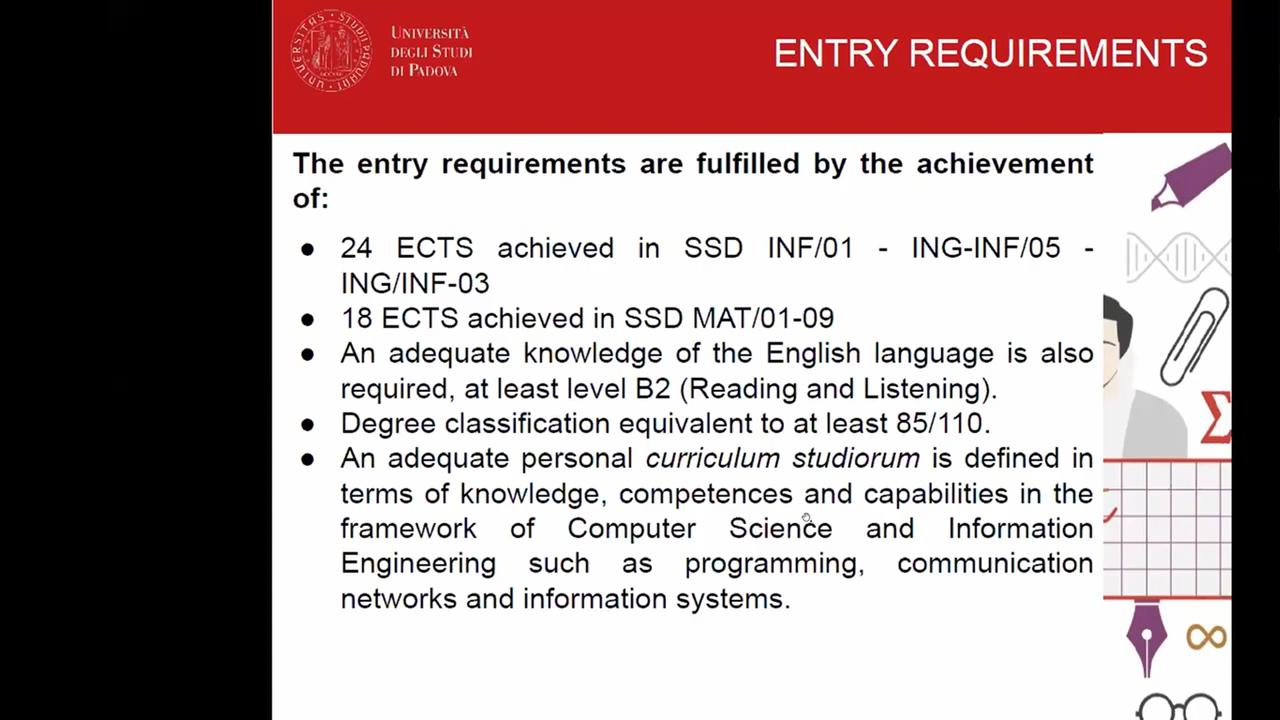 UNIVERSITÀ
DEGLI STUDI
DI PADOVA
ENTRY REQUIREMENTS
The entry requirements are fulfilled by the achievement
of:
● 24 ECTS achieved in SSD INF/01 - ING-INF/05 -
ING/INF-03
● 18 ECTS achieved in SSD MAT/01-09
● An adequate knowledge of the English language is also
required, at least level B2 (Reading and Listening).
● Degree classification equivalent to at least 85/110.
● An adequate personal curriculum studiorum is defined in
terms of knowledge, competences and capabilities in the
framework of Computer Science and Information
Engineering such as programming, communication
networks and information systems.
Σ
∞